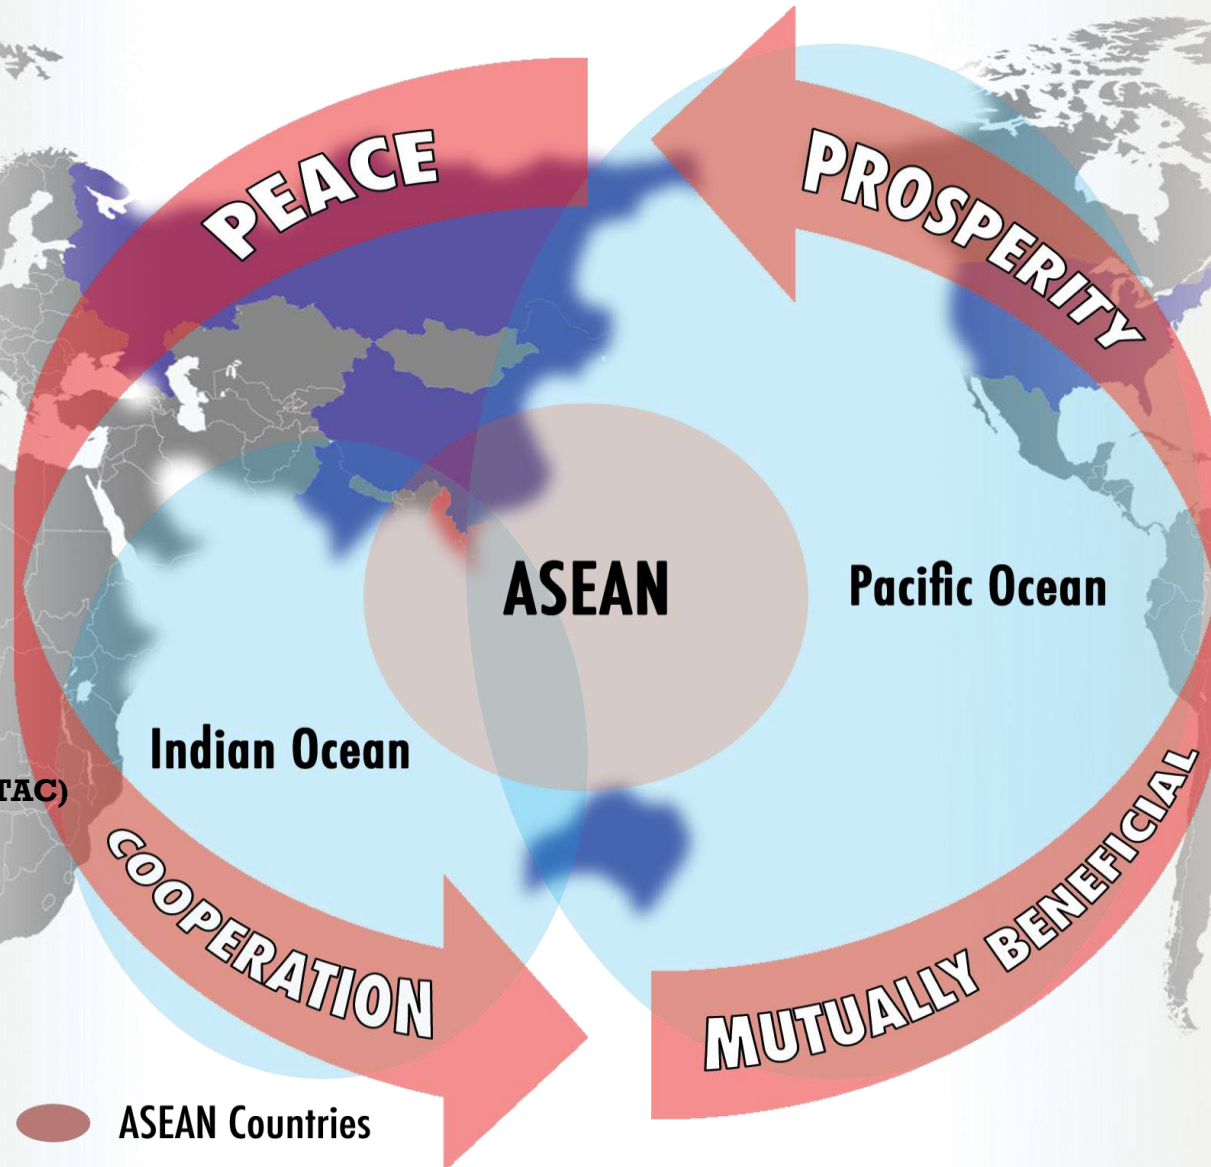 PEACE
PROSPERITY
ASEAN
Pacific Ocean
Indian Ocean
TAC)
COOPERATION
MUTUALLY BENEFICIAL
ASEAN Countries